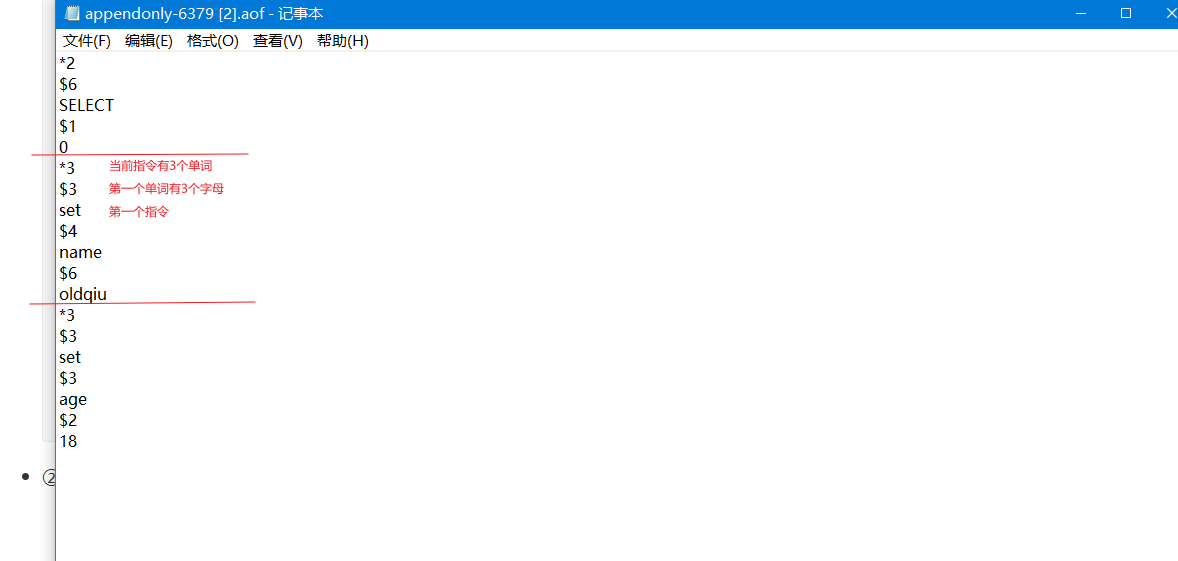 appendonly-6379 [2].aof - 记事本
文件(F) 编辑(E) 格式(O) 查看(V) 帮助(H)
*2
$6
SELECT
$1
0
*3 当前指令有3个单词
$3 第一个单词有3个字母
set 第一个指令
$4
name
$6
oldqiu
*3
$3
set
$3
age
$2
18
②